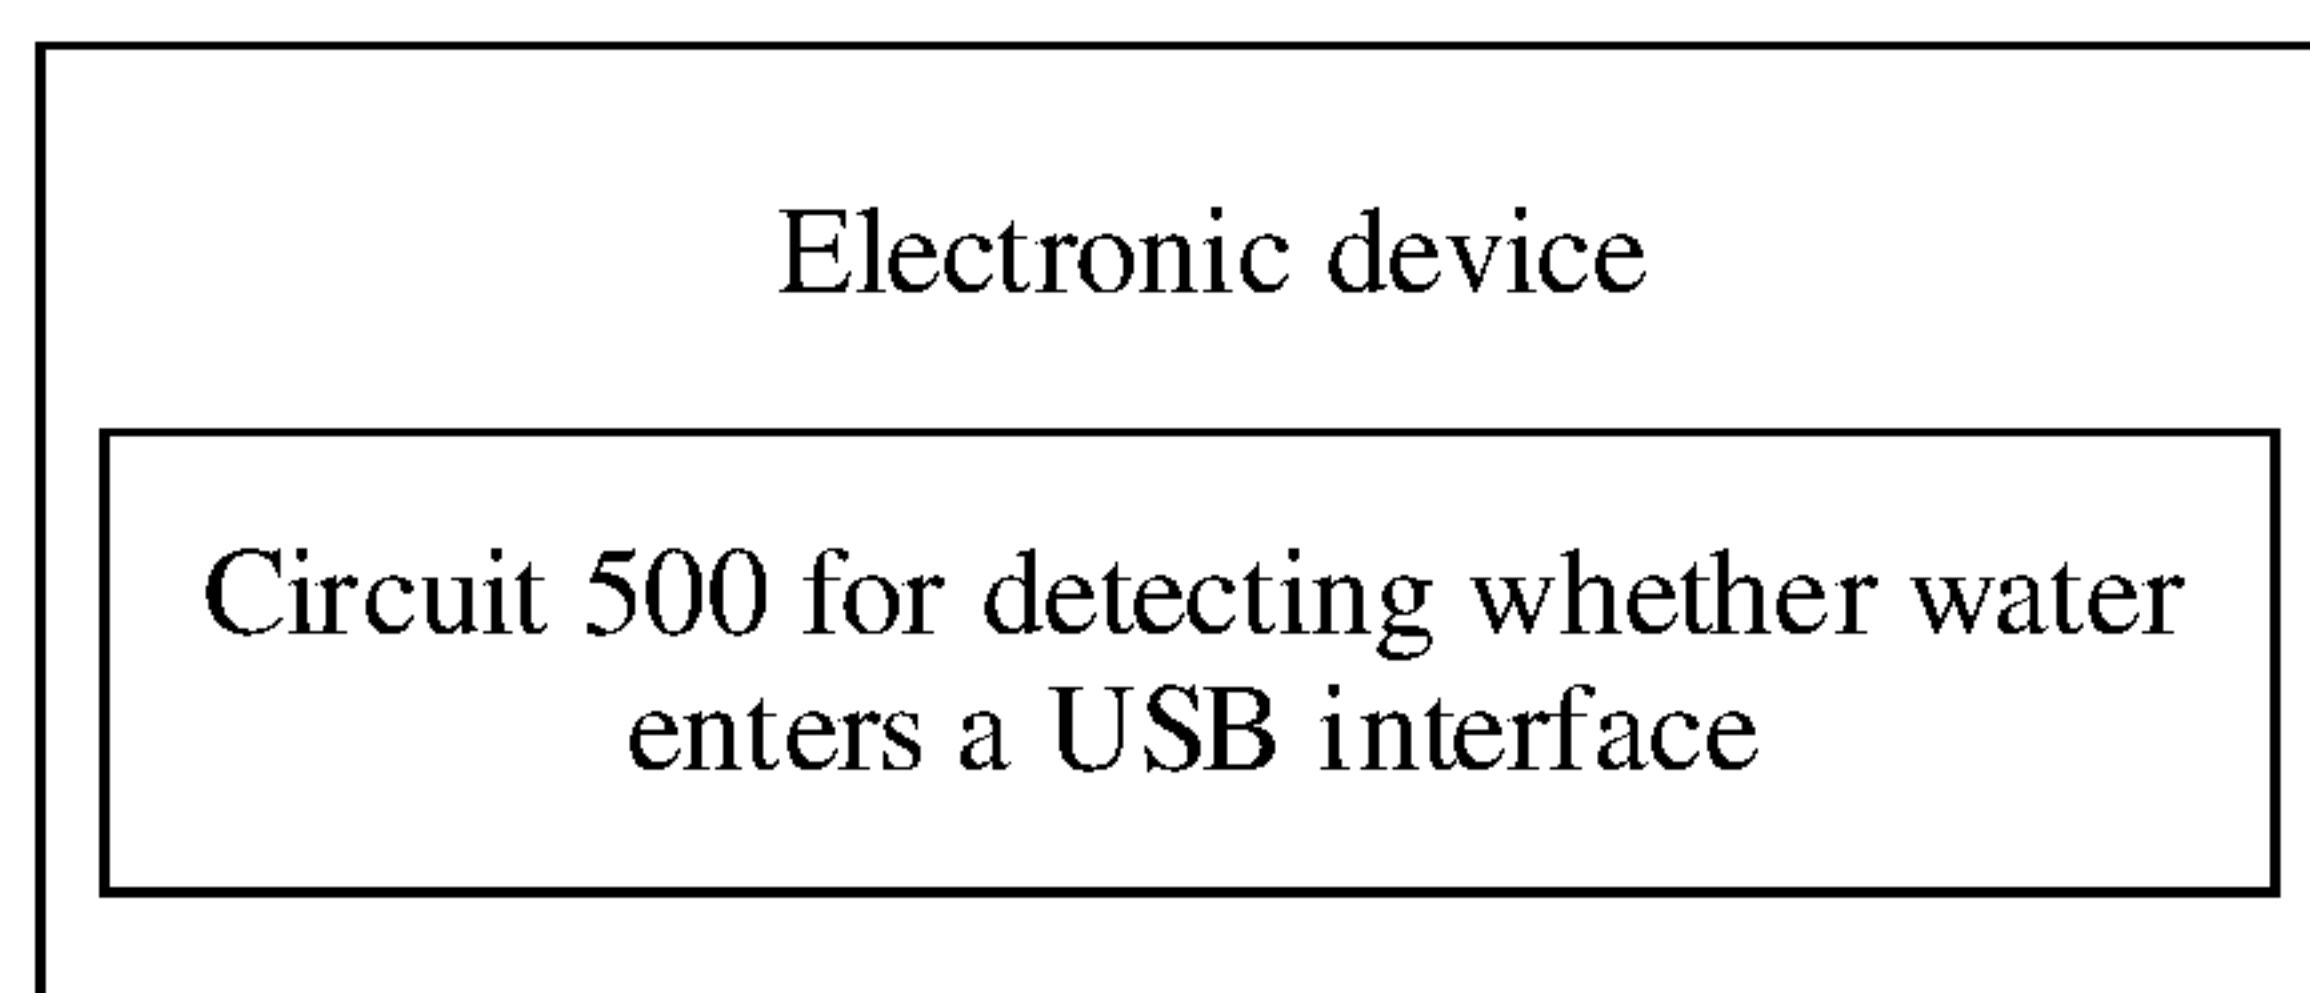 Electronic device
Circuit 500 for detecting whether water
enters a USB interface